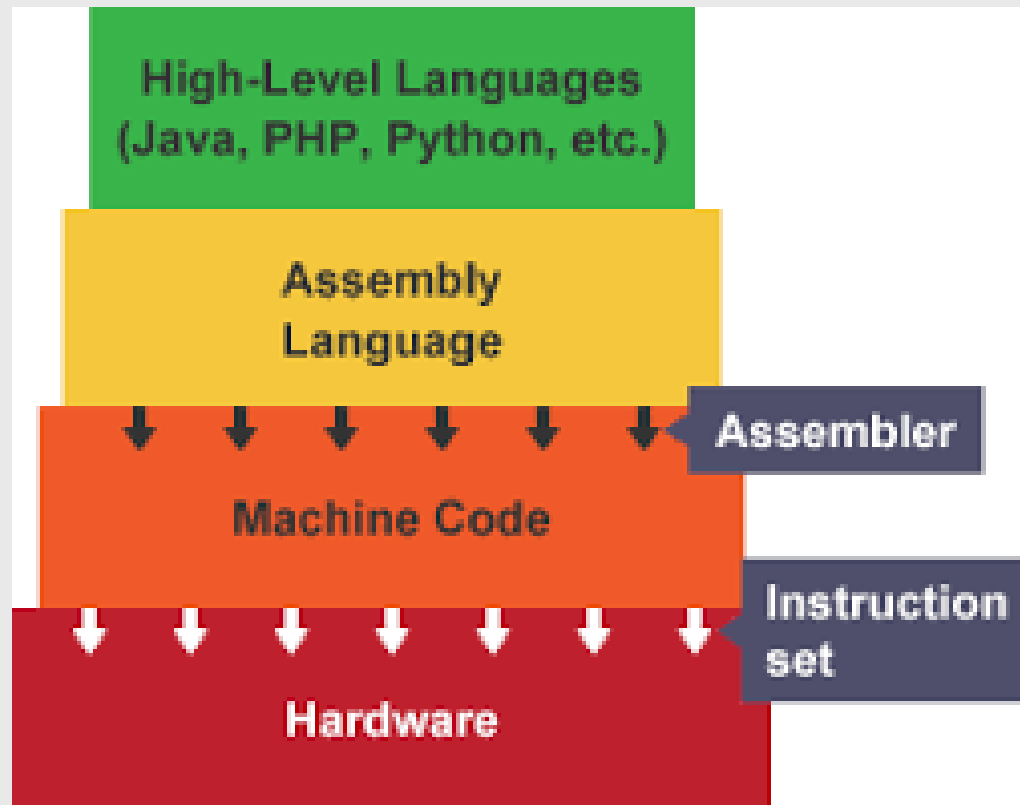 High-Level Languages
(Java, PHP, Python, etc.)
Assembly
Language
Assembler
Machine Code
Instruction
set
Hardware